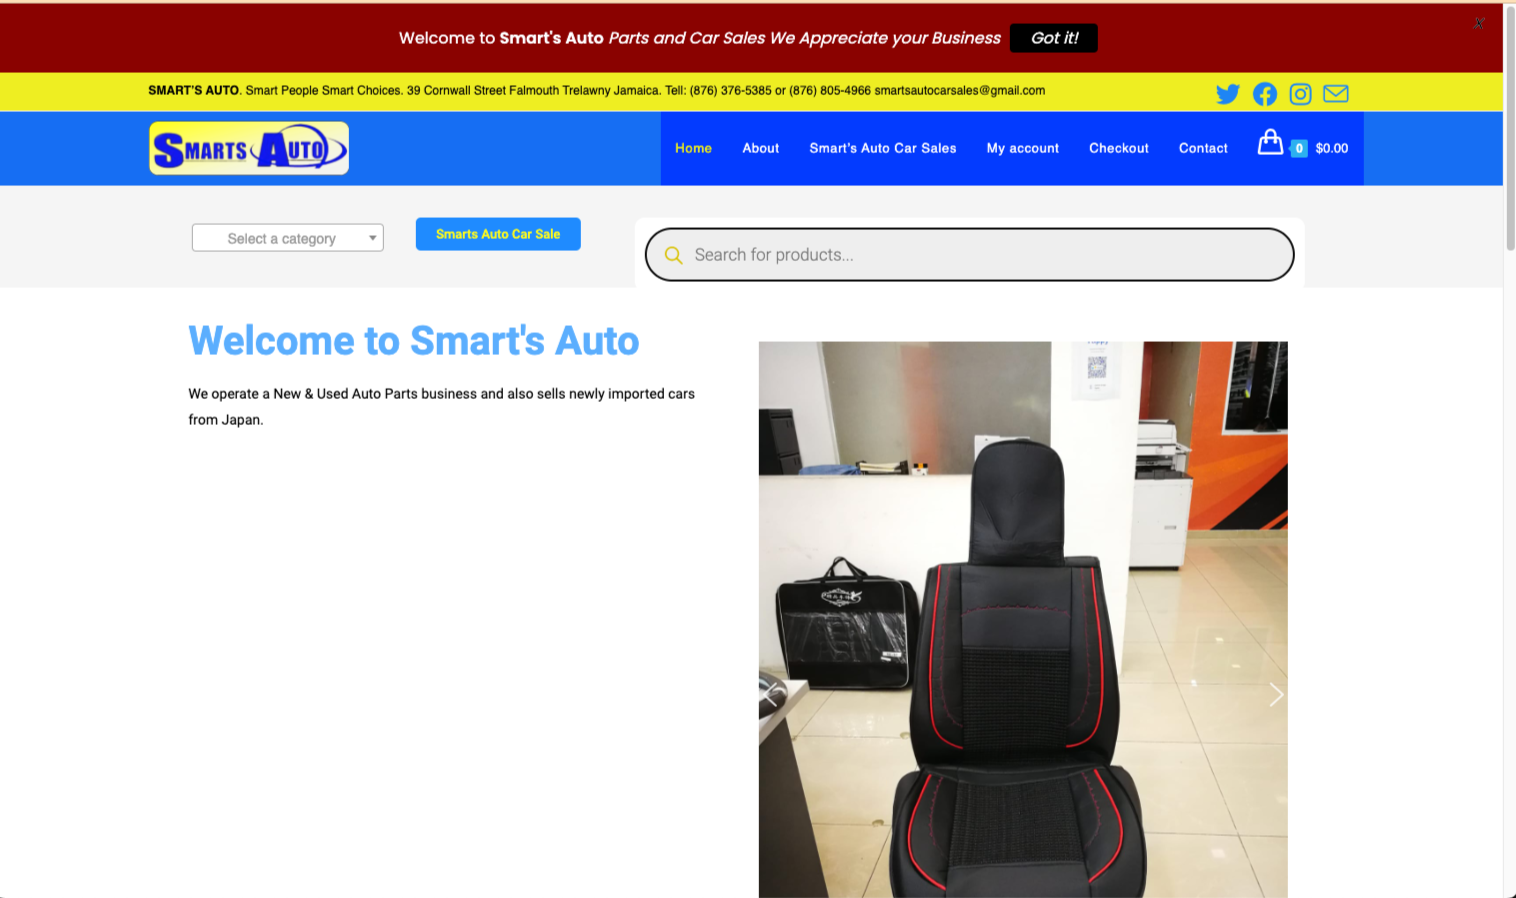 Welcome to Smart's Auto Parts and Car Sales We Appreciate your Business Got it!
X
SMART'S AUTO. Smart People Smart Choices. 39 Cornwall Street Falmouth Trelawny Jamaica. Tell: (876) 376-5385 or (876) 805-4966 smartsautocarsales@gmail.com
SMARTS AUTO
Home About Smart's Auto Car Sales My account Checkout Contact 0 $0.00
Select a category Smarts Auto Car Sale Search for products...
Welcome to Smart's Auto
We operate a New & Used Auto Parts business and also sells newly imported cars
from Japan.